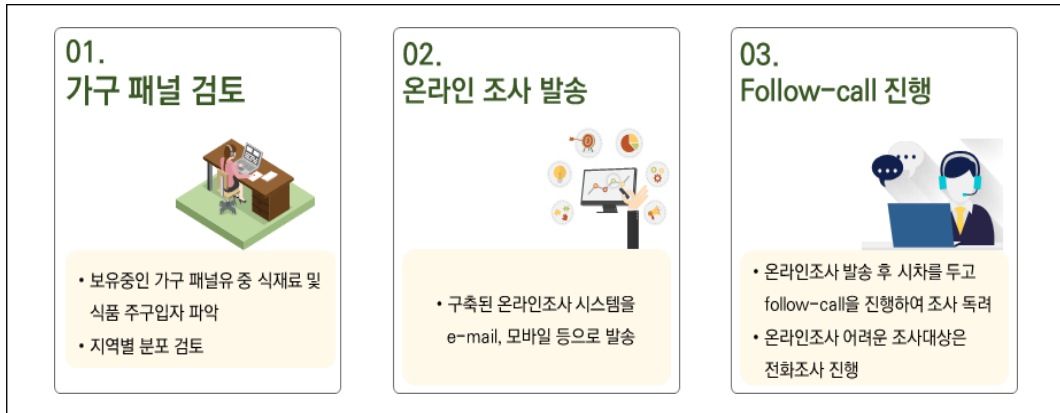 01.
가구 패널 검토
• 보유중인 가구 패널유 중 식재료 및
식품 주구입자 파악
• 지역별 분포 검토
02.
온라인 조사 발송
• 구축된 온라인조사 시스템을
e-mail, 모바일 등으로 발송
03.
Follow-call 진행
• 온라인조사 발송 후 시차를 두고
follow-call을 진행하여 조사 독려
• 온라인조사 어려운 조사대상은
전화조사 진행